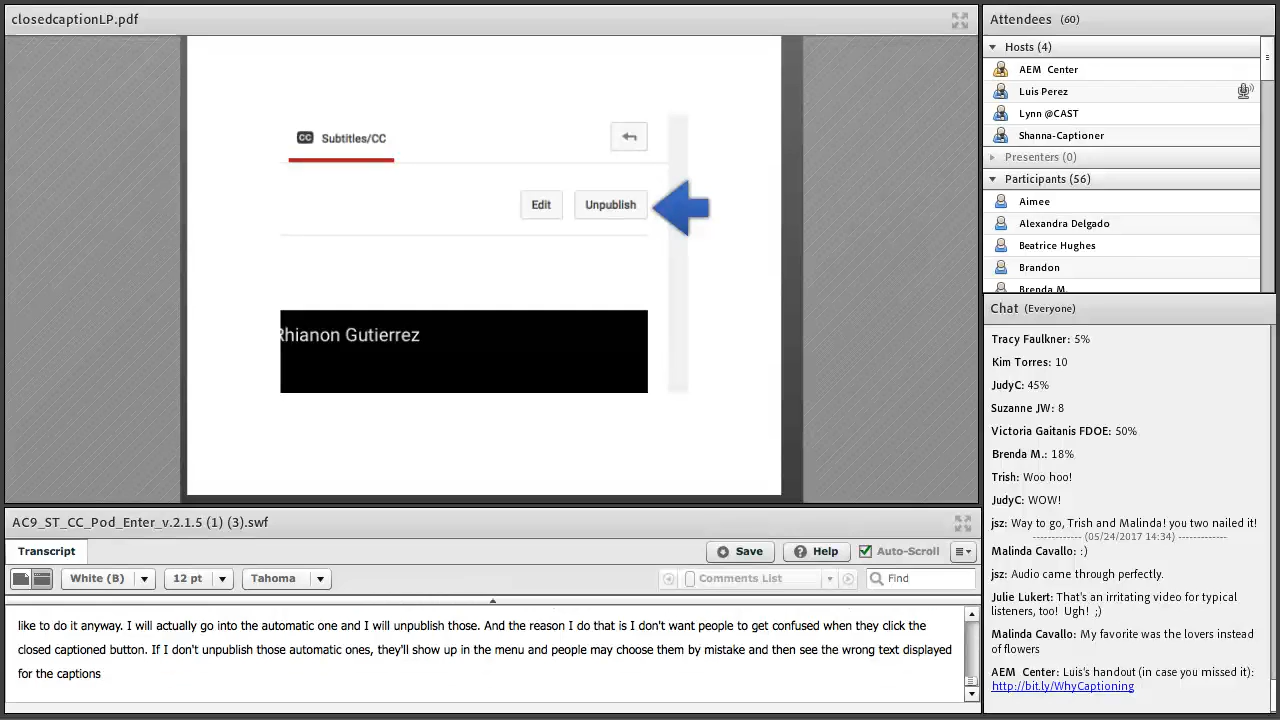 closedcaptionLP.pdf
CC Subtitles/CC
Edit Unpublish
Rhianon Gutierrez
AC9_ST_CC_Pod_Enter_v.2.1.5 (1) (3).swf
Transcript Save Help Auto-Scroll
White (B) 12 pt Tahoma Comments List Find
like to do it anyway. I will actually go into the automatic one and I will unpublish those. And the reason I do that is I don't want people to get confused when they click the
closed captioned button. If I don't unpublish those automatic ones, they'll show up in the menu and people may choose them by mistake and then see the wrong text displayed
for the captions
Attendees (60)
Hosts (4)
AEM Center
Luis Perez
Lynn @CAST
Shanna-Captioner
Presenters (0)
Participants (56)
Aimee
Alexandra Delgado
Beatrice Hughes
Brandon
Brenda M.
Chat (Everyone)
Tracy Faulkner: 5%
Kim Torres: 10
JudyC: 45%
Suzanne JW: 8
Victoria Gaitanis FDOE: 50%
Brenda M.: 18%
Trish: Woo hoo!
JudyC: WOW!
jsz: Way to go, Trish and Malinda! you two nailed it!
------------- (05/24/2017 14:34) -------------
Malinda Cavallo: :)
jsz: Audio came through perfectly.
Julie Lukert: That's an irritating video for typical
listeners, too! Ugh! ;)
Malinda Cavallo: My favorite was the lovers instead
of flowers
AEM Center: Luis's handout (in case you missed it):
http://bit.ly/WhyCaptioning